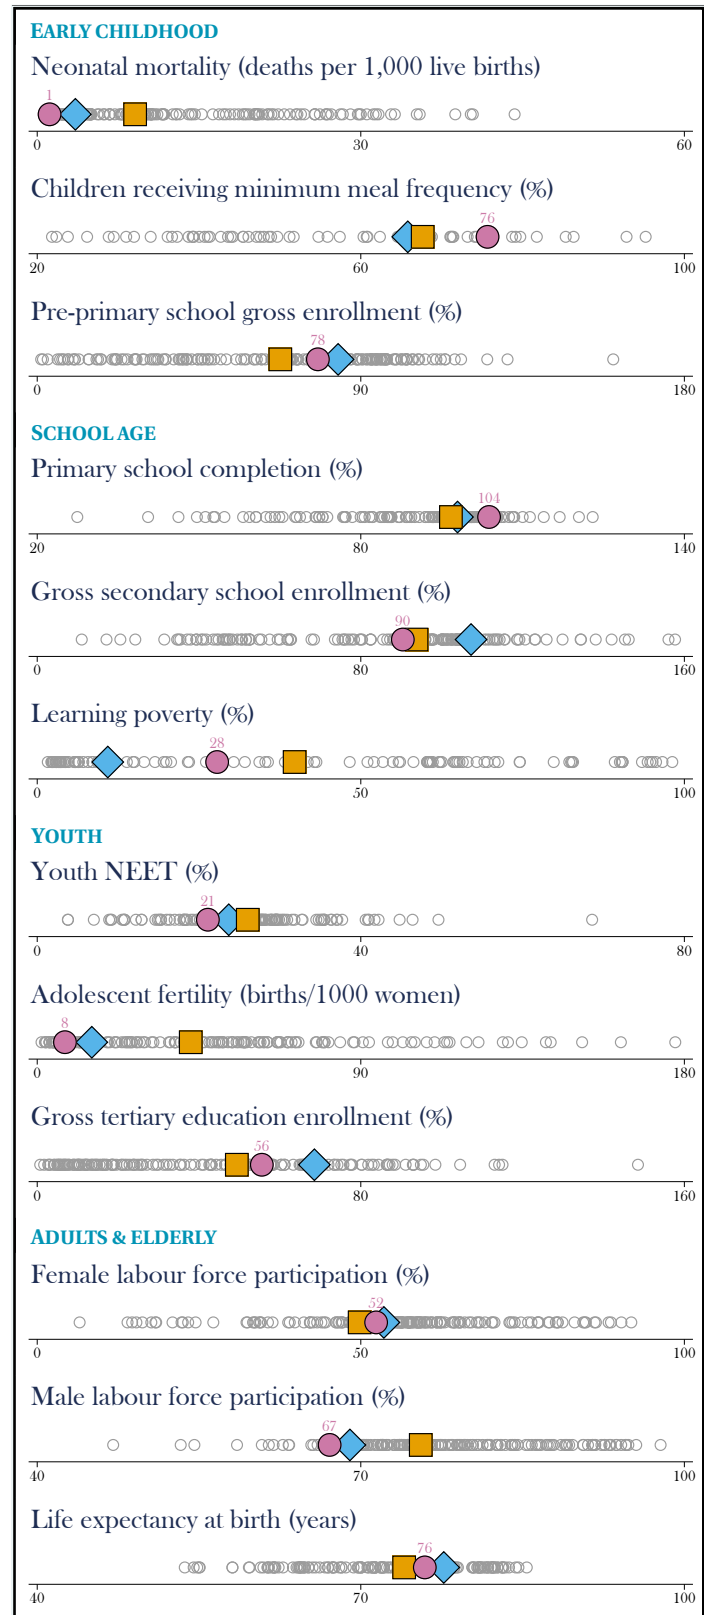 EARLY CHILDHOOD
Neonatal mortality (deaths per 1,000 live births)
1
0 30 60
Children receiving minimum meal frequency (%)
76
20 60 100
Pre-primary school gross enrollment (%)
78
0 90 180
SCHOOL AGE
Primary school completion (%)
104
20 80 140
Gross secondary school enrollment (%)
90
0 80 160
Learning poverty (%)
28
0 50 100
YOUTH
Youth NEET (%)
21
0 40 80
Adolescent fertility (births/1000 women)
8
0 90 180
Gross tertiary education enrollment (%)
56
0 80 160
ADULTS & ELDERLY
Female labour force participation (%)
52
0 50 100
Male labour force participation (%)
67
40 70 100
Life expectancy at birth (years)
76
40 70 100